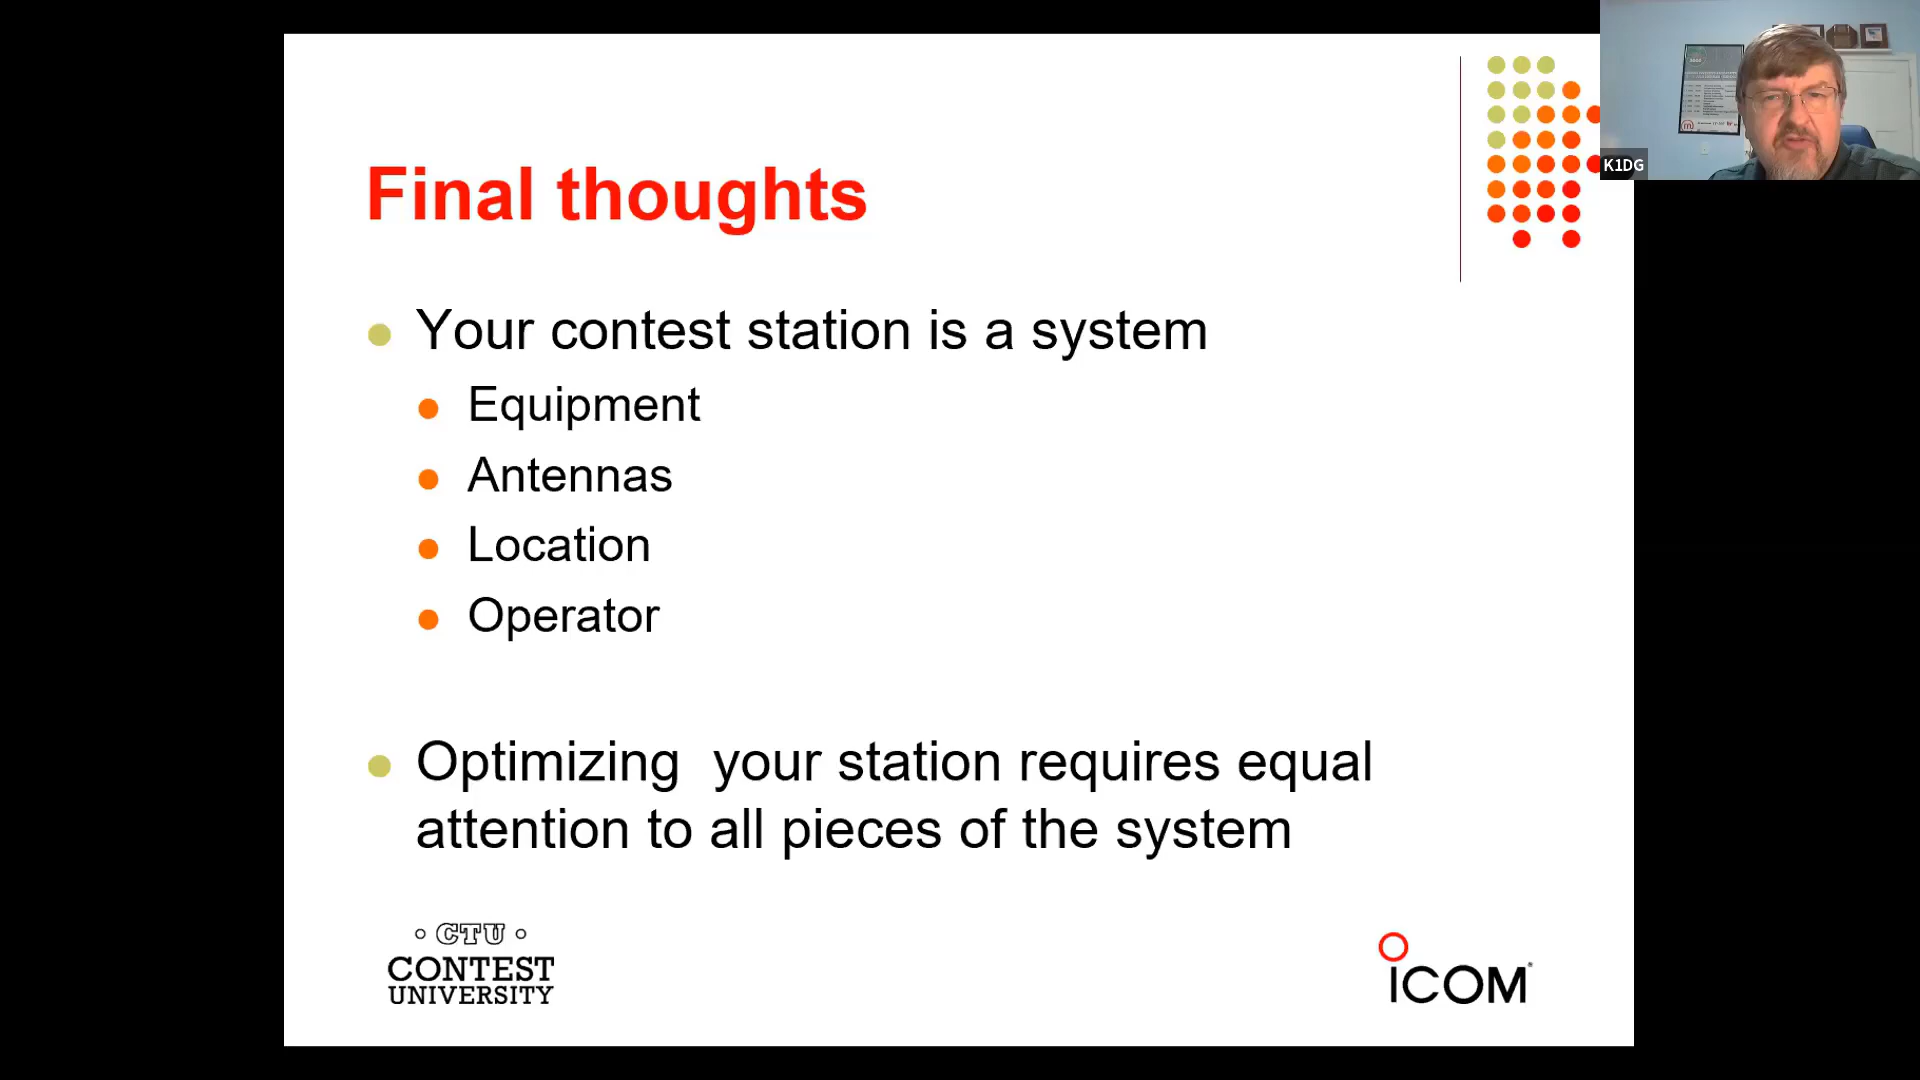 Final thoughts
Your contest station is a system
Equipment
Antennas
Location
Operator
Optimizing  your station requires equal
attention to all pieces of the system
CTU
CONTEST
UNIVERSITY
ICOM
K1DG